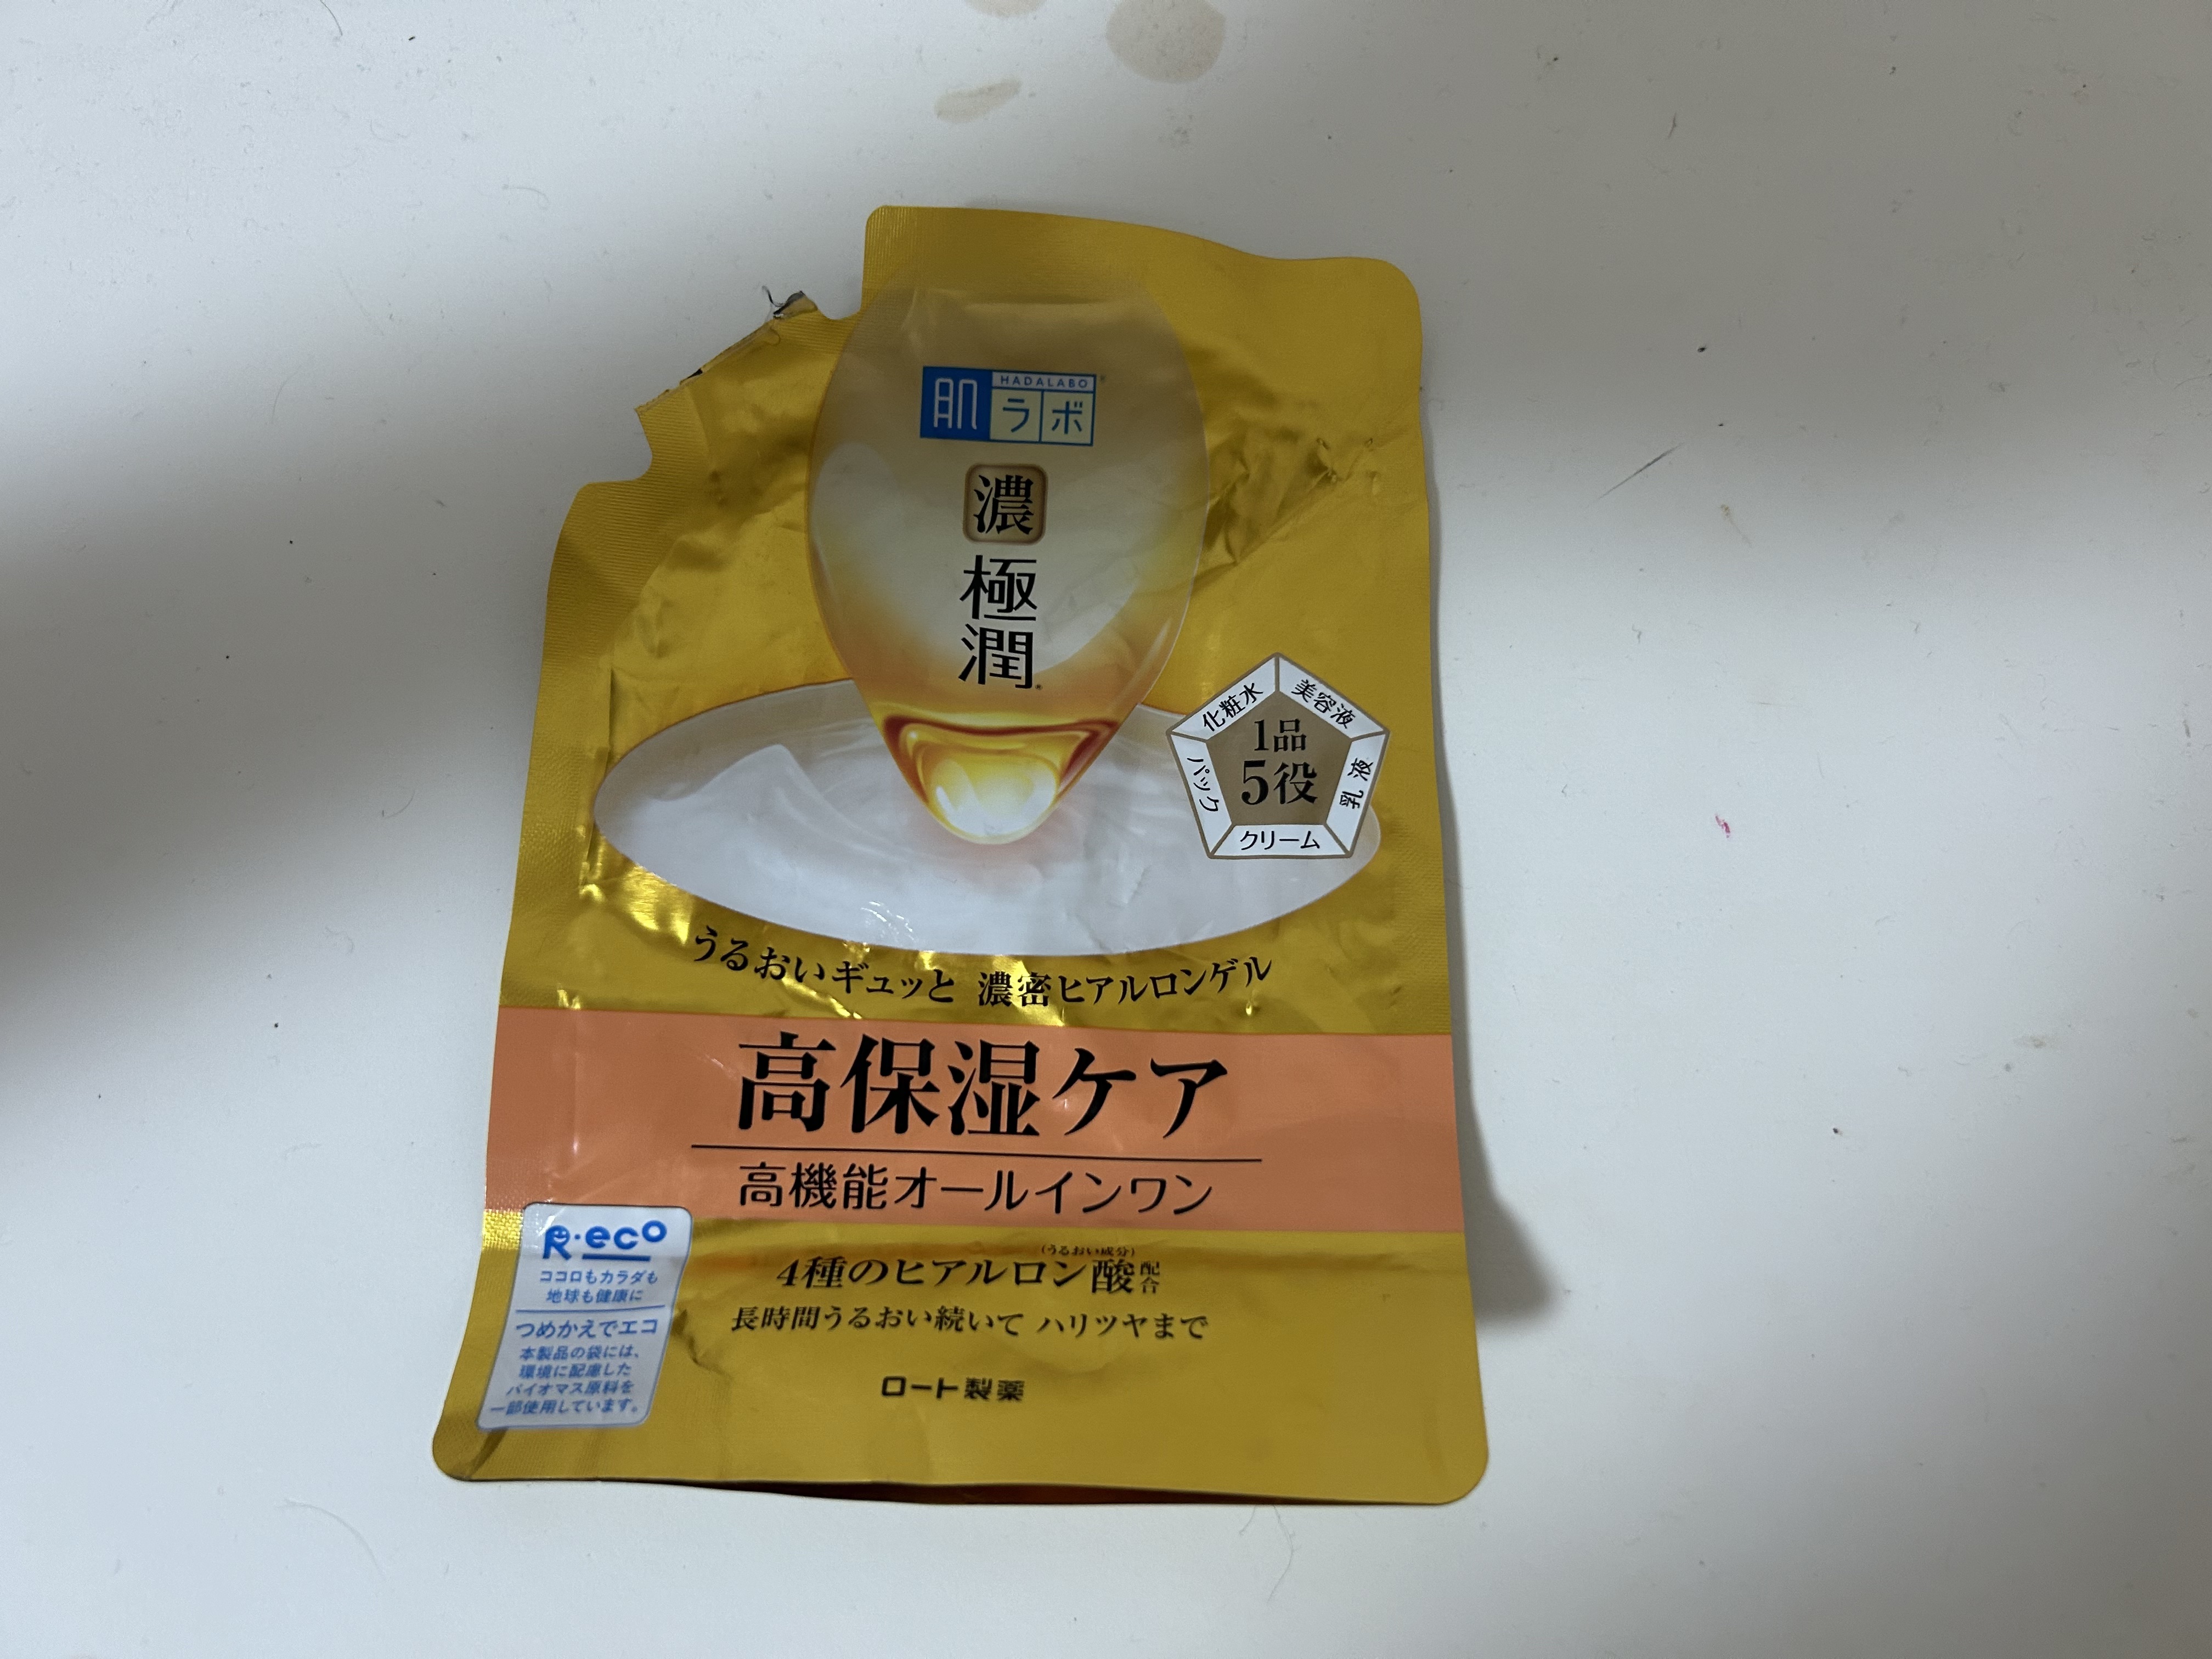 肌ラボ
HADALABO®
濃
極潤®
化粧水
美容液
乳液
クリーム
パック
1品
5役
うるおいギュッと 濃密ヒアルロンゲル
高保湿ケア
高機能オールインワン
R・eco
ココロもカラダも
地球も健康に
つめかえでエコ
本製品の袋には、
環境に配慮した
バイオマス原料を
一部使用しています。
(うるおい成分)
4種のヒアルロン酸配合
長時間うるおい続いて ハリツヤまで
ロート製薬